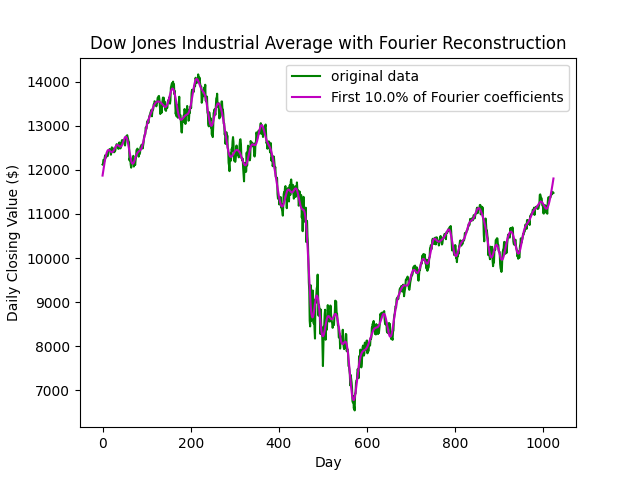 Dow Jones Industrial Average with Fourier Reconstruction
original data
First 10.0% of Fourier coefficients
14000
13000
12000
11000
10000
9000
8000
7000
Daily Closing Value ($)
0 200 400 600 800 1000
Day